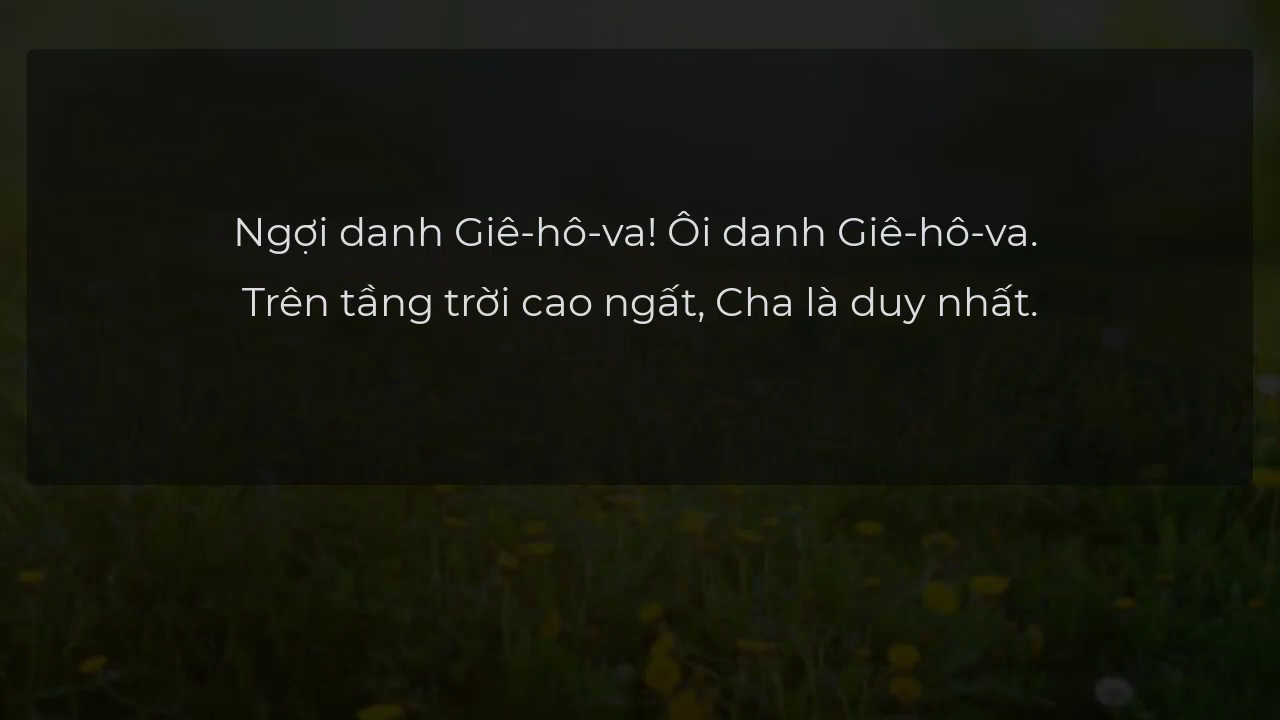 Ngợi danh Giê-hô-va! Ôi danh Giê-hô-va.
Trên tầng trời cao ngất, Cha là duy nhất.